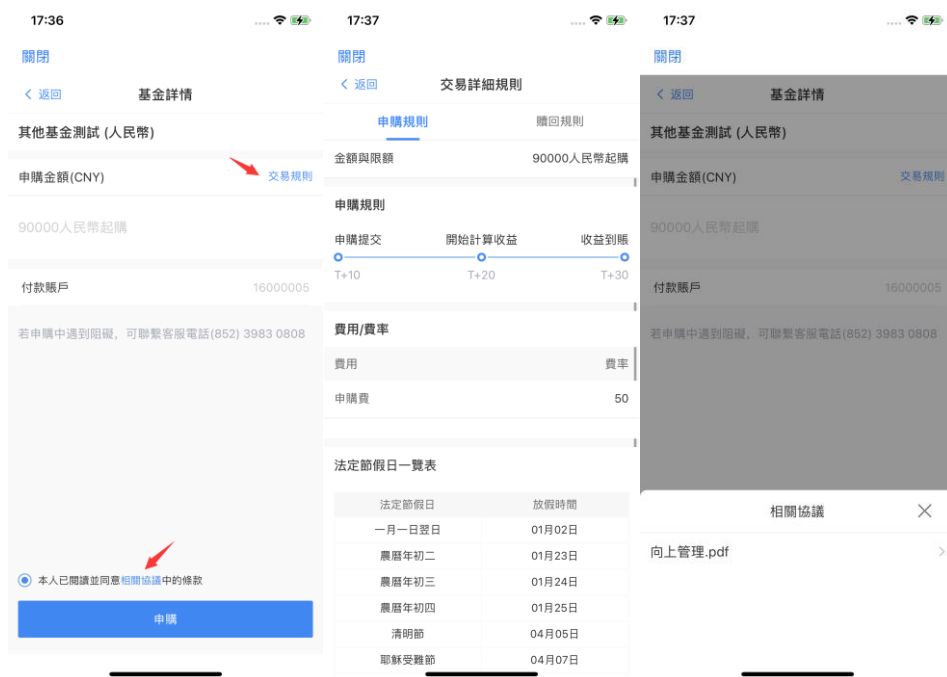 17:36
關閉
返回
基金詳情
其他基金測試 (人民幣)
申購金額(CNY)
交易規則
90000人民幣起購
付款賬戶
16000005
若申購中遇到阻礙，可聯繫客服電話(852) 3983 0808
本人已閱讀並同意相關協議中的條款
申購
17:37
關閉
返回
交易詳細規則
申購規則
贖回規則
金額與限額
90000人民幣起購
申購規則
申購提交
開始計算收益
收益到賬
T+10
T+20
T+30
費用/費率
費用
費率
申購費
50
法定節假日一覽表
法定節假日
放假時間
一月一日翌日
01月02日
農曆年初二
01月23日
農曆年初三
01月24日
農曆年初四
01月25日
清明節
04月05日
耶穌受難節
04月07日
17:37
關閉
返回
基金詳情
其他基金測試 (人民幣)
申購金額(CNY)
交易規則
90000人民幣起購
付款賬戶
16000005
若申購中遇到阻礙，可聯繫客服電話(852) 3983 0808
相關協議
向上管理.pdf